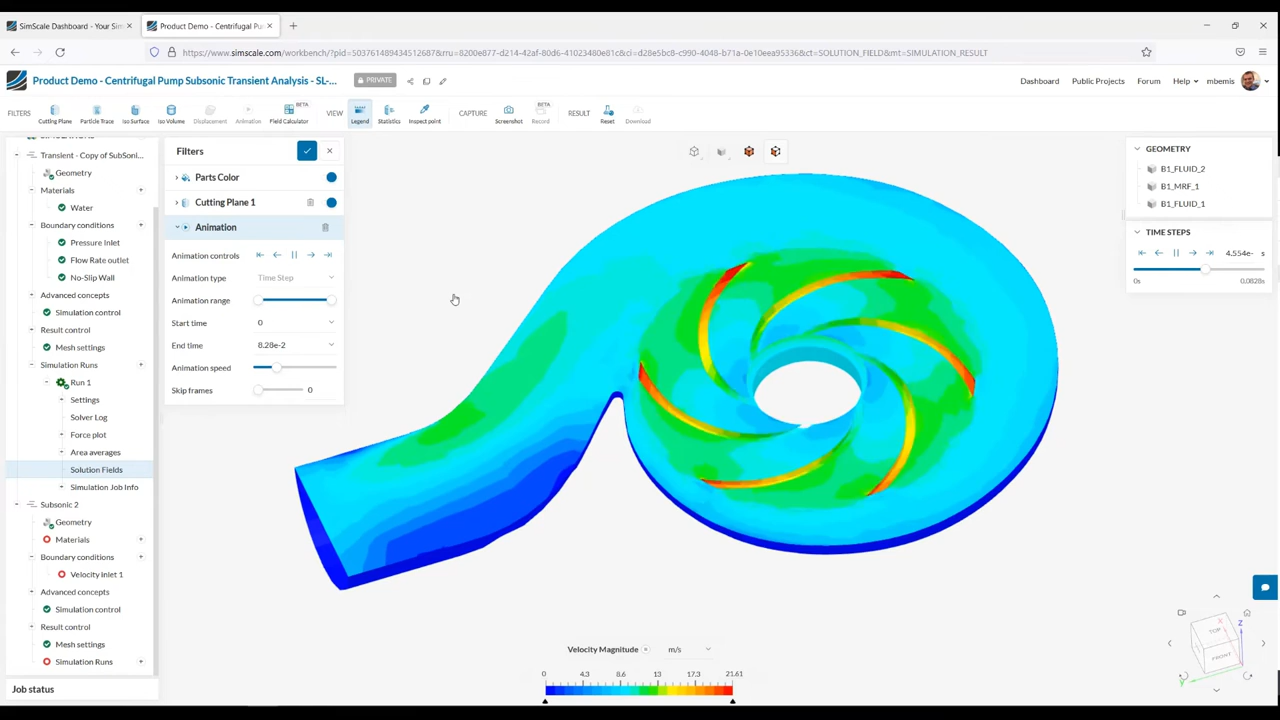 SimScale Dashboard - Your Sim
Product Demo - Centrifugal Pu
https://www.simscale.com/workbench/?pid=503761489434512687&rru=8200e877-d214-42af-80d6-41023480e81c&ci=d28e5bc8-c990-4048-b71a-0e10eea95336&ct=SOLUTION_FIELD&mt=SIMULATION_RESULT
Product Demo - Centrifugal Pump Subsonic Transient Analysis - SL-...
PRIVATE
Dashboard
Public Projects
Forum
Help
mbemis
FILTERS
Cutting Plane
Particle Trace
Iso Surface
Iso Volume
Displacement
Animation
BETA
Field Calculator
VIEW
Legend
Statistics
Inspect point
CAPTURE
Screenshot
BETA
Record
RESULT
Reset
Download
Transient - Copy of SubSoni...
Geometry
Materials
Water
Boundary conditions
Pressure Inlet
Flow Rate outlet
No-Slip Wall
Advanced concepts
Simulation control
Result control
Mesh settings
Simulation Runs
Run 1
Settings
Solver Log
Force plot
Area averages
Solution Fields
Simulation Job Info
Subsonic 2
Geometry
Materials
Boundary conditions
Velocity inlet 1
Advanced concepts
Simulation control
Result control
Mesh settings
Simulation Runs
Job status
Filters
Parts Color
Cutting Plane 1
Animation
Animation controls
Animation type Time Step
Animation range
Start time 0
End time 8.28e-2
Animation speed
Skip frames 0
GEOMETRY
B1_FLUID_2
B1_MRF_1
B1_FLUID_1
TIME STEPS
4.554e- s
0s 0.0828s
Velocity Magnitude m/s
0 4.3 8.6 13 17.3 21.61
TOP
FRONT
X
Y
Z